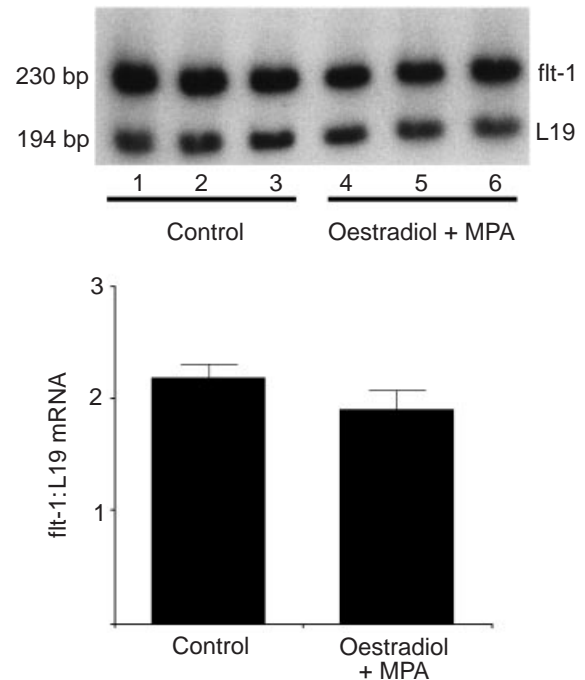 230 bp flt-1
194 bp L19
1 2 3 4 5 6
Control Oestradiol + MPA
3
2
1
flt-1:L19 mRNA
Control Oestradiol
+ MPA